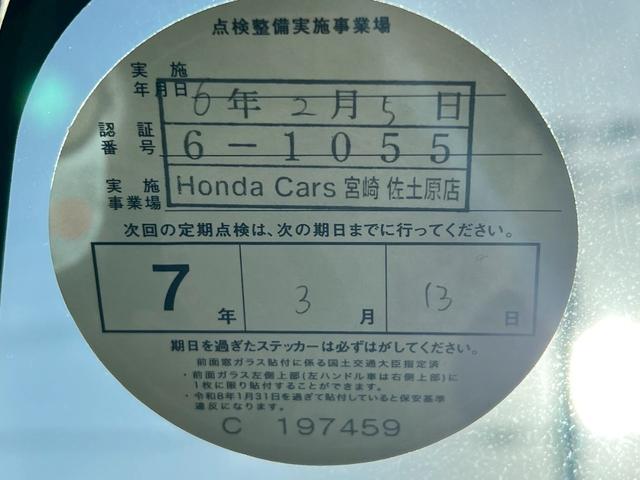 点検整備実施事業場
実施年月日 6年2月5日
認証番号 6-1055
実施事業場 Honda Cars 宮崎 佐土原店
次回の定期点検は、次の期日までに行ってください。
7年 3月 13日
期日を過ぎたステッカーは必ずはがしてください。
前面窓ガラス貼付に係る国土交通大臣指定済
・前面ガラス左側上部(左ハンドル車は右側上部)に
1枚に限り貼付することができます。
・令和8年1月31日を過ぎて貼付していると保安基準
違反になります。
C 197459